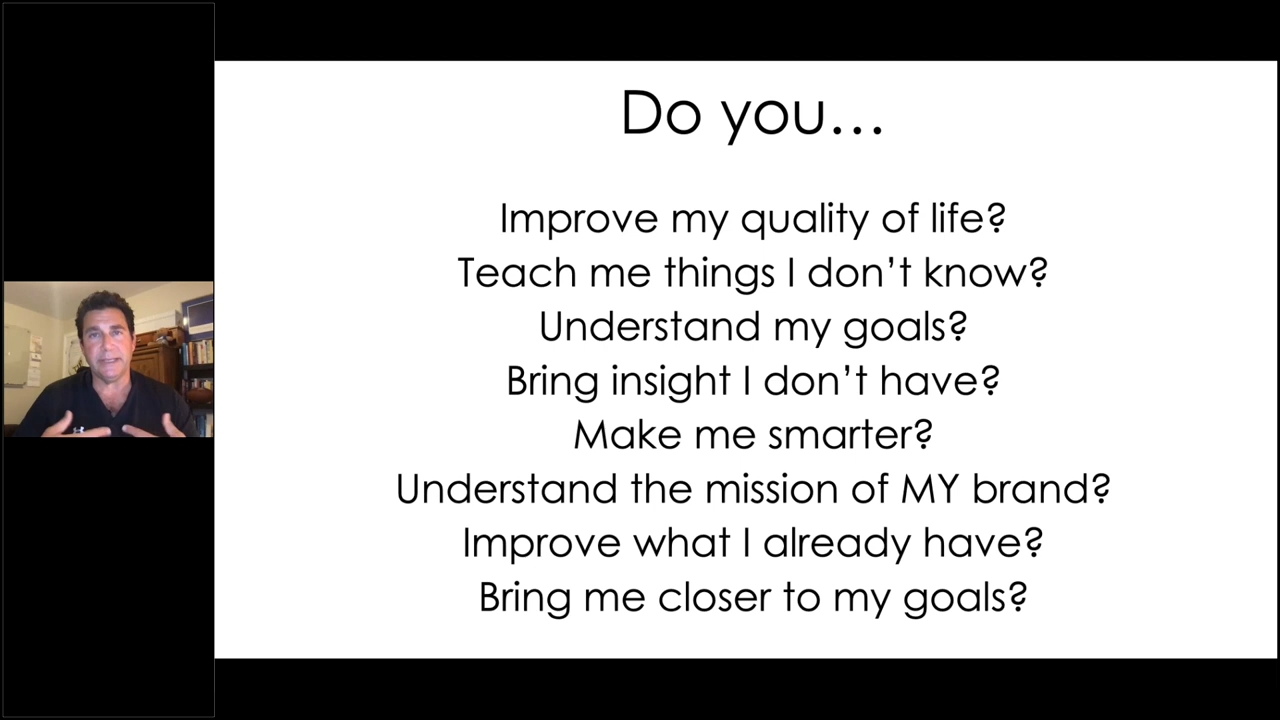 Do you...
Improve my quality of life?
Teach me things I don’t know?
Understand my goals?
Bring insight I don’t have?
Make me smarter?
Understand the mission of MY brand?
Improve what I already have?
Bring me closer to my goals?